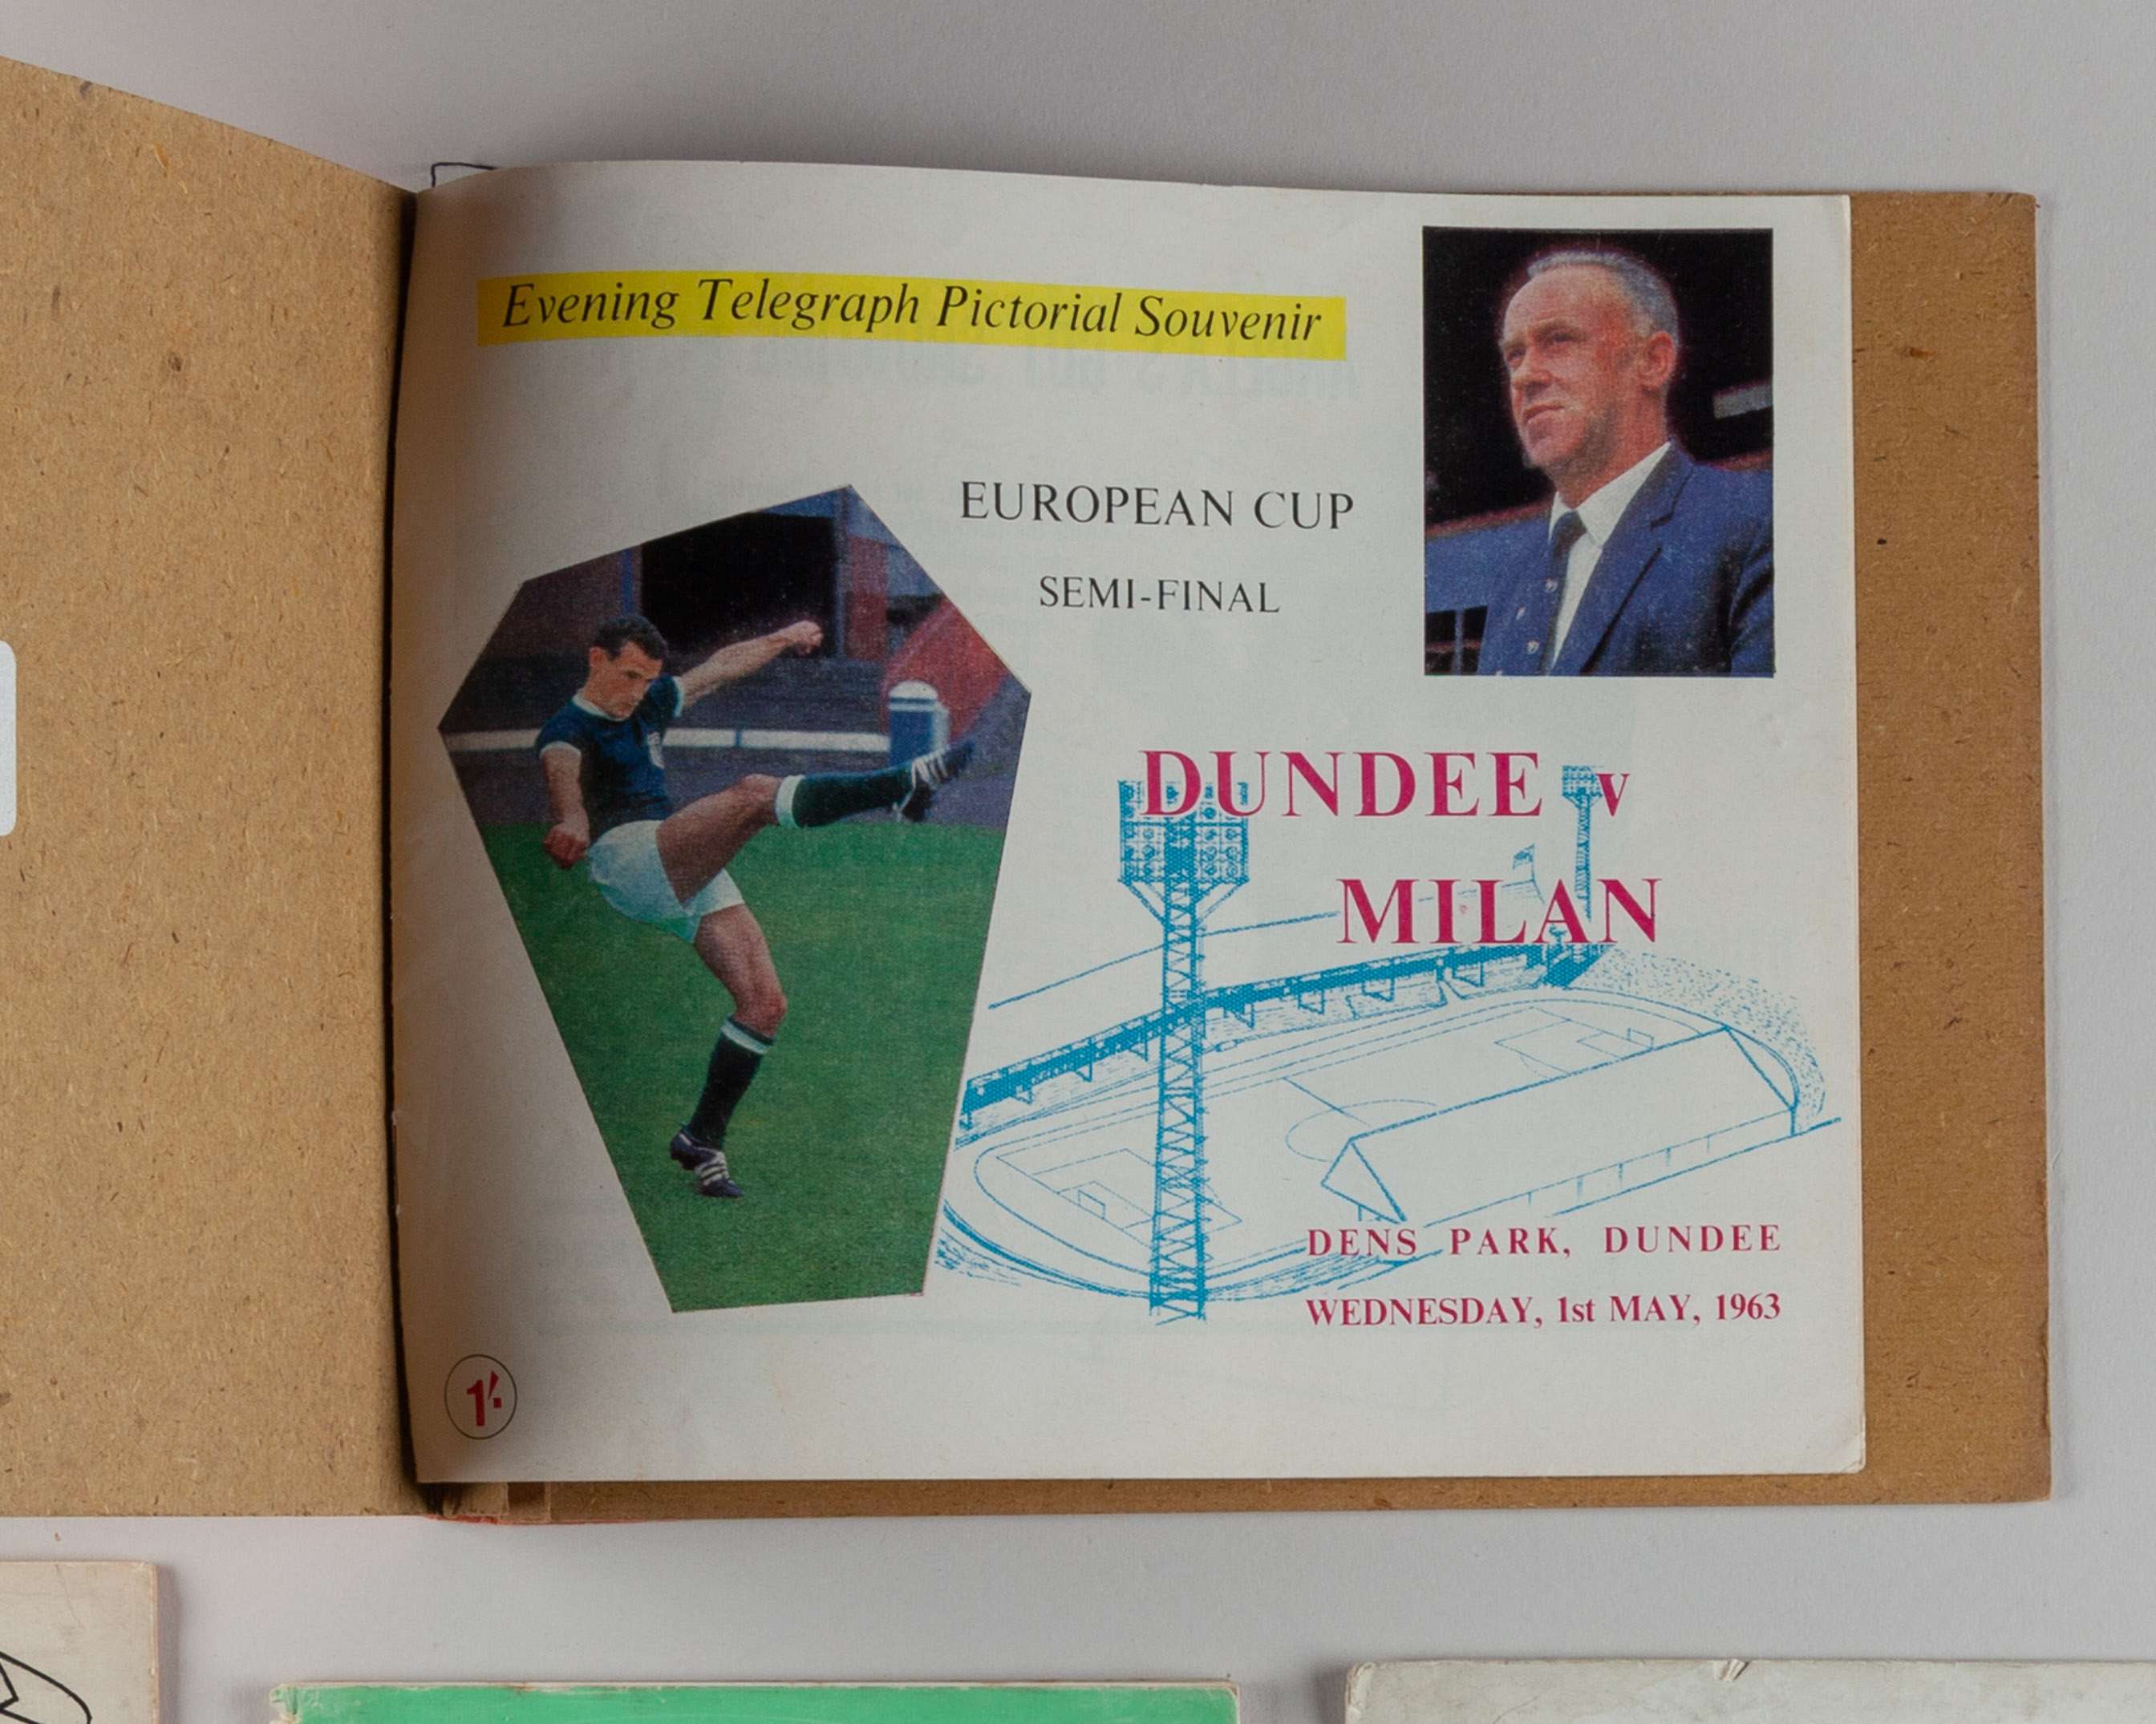 Evening Telegraph Pictorial Souvenir
EUROPEAN CUP
SEMI-FINAL
DUNDEE v
MILAN
DENS PARK, DUNDEE
WEDNESDAY, 1st MAY, 1963
1/-